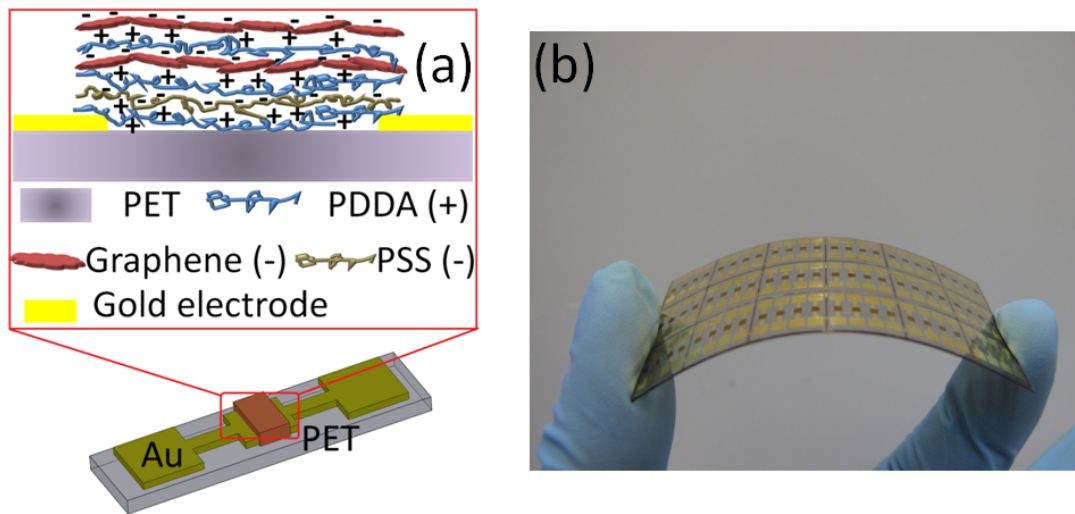 (a)
PET PDDA (+)
Graphene (-) PSS (-)
Gold electrode
Au
PET
(b)